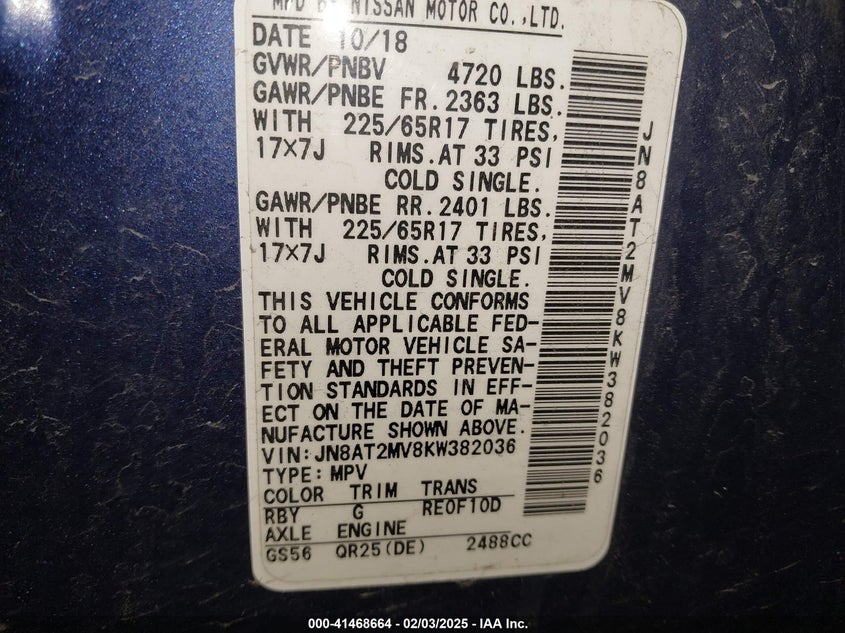 MFD BY NISSAN MOTOR CO.,LTD.
DATE 10/18
GVWR/PNBV 4720 LBS.
GAWR/PNBE FR.2363 LBS.
WITH 225/65R17 TIRES,
17×7J RIMS.AT 33 PSI
COLD SINGLE.
GAWR/PNBE RR.2401 LBS.
WITH 225/65R17 TIRES,
17×7J RIMS.AT 33 PSI
COLD SINGLE.
THIS VEHICLE CONFORMS
TO ALL APPLICABLE FED-
ERAL MOTOR VEHICLE SA-
FETY AND THEFT PREVEN-
TION STANDARDS IN EFF-
ECT ON THE DATE OF MA-
NUFACTURE SHOWN ABOVE.
VIN:JN8AT2MV8KW382036
TYPE:MPV
COLOR TRIM TRANS
RBY G RE0F10D
AXLE ENGINE
GS56 QR25(DE) 2488CC
JN8AT2MV8KW382036
000-41468664 - 02/03/2025 - IAA Inc.